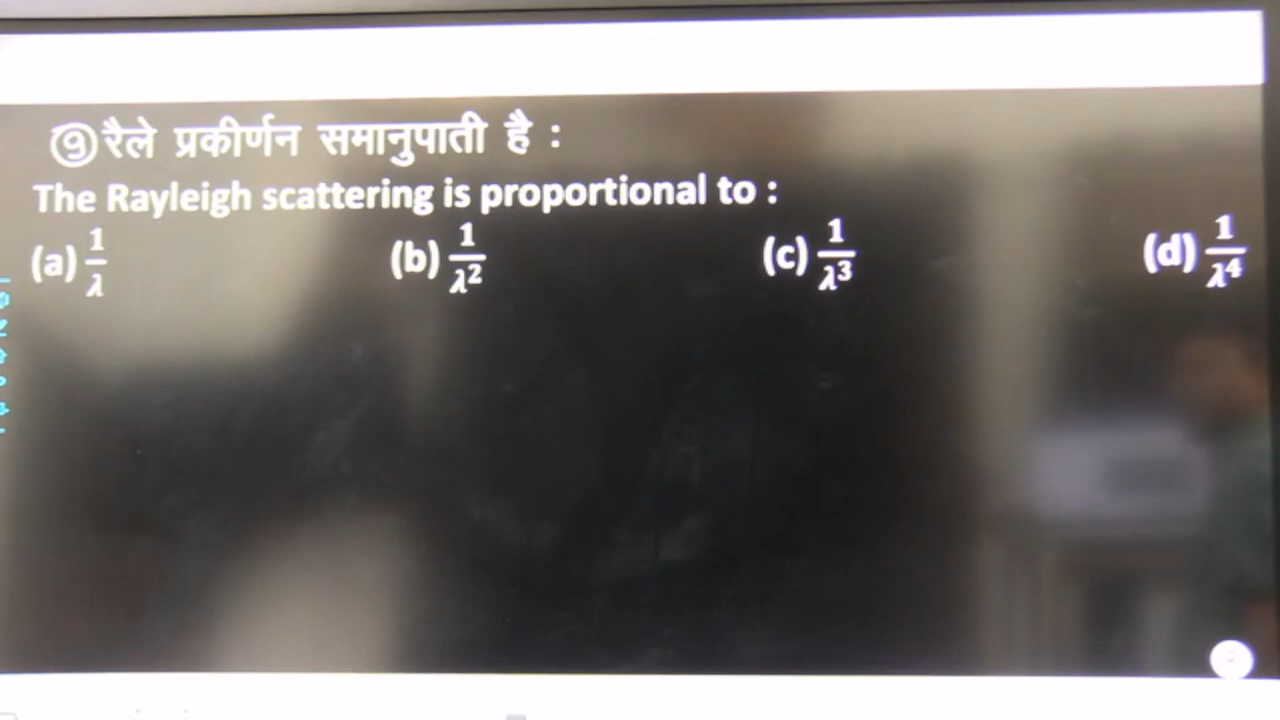 ⑨ रैले प्रकीर्णन समानुपाती है :
The Rayleigh scattering is proportional to :
(a) 1/λ (b) 1/λ² (c) 1/λ³ (d) 1/λ⁴